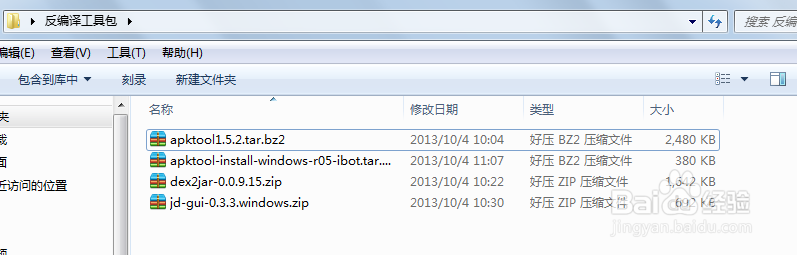 反编译工具包
搜索 反编
编辑(E) 查看(V) 工具(T) 帮助(H)
包含到库中 刻录 新建文件夹
名称 修改日期 类型 大小
夹
apktool1.5.2.tar.bz2 2013/10/4 10:04 好压 BZ2 压缩文件 2,480 KB
apktool-install-windows-r05-ibot.tar.... 2013/10/4 11:07 好压 BZ2 压缩文件 380 KB
面 dex2jar-0.0.9.15.zip 2013/10/4 10:22 好压 ZIP 压缩文件 1,642 KB
近访问的位置 jd-gui-0.3.3.windows.zip 2013/10/4 10:30 好压 ZIP 压缩文件 KB
Baidu 经验
jingyan.baidu.com